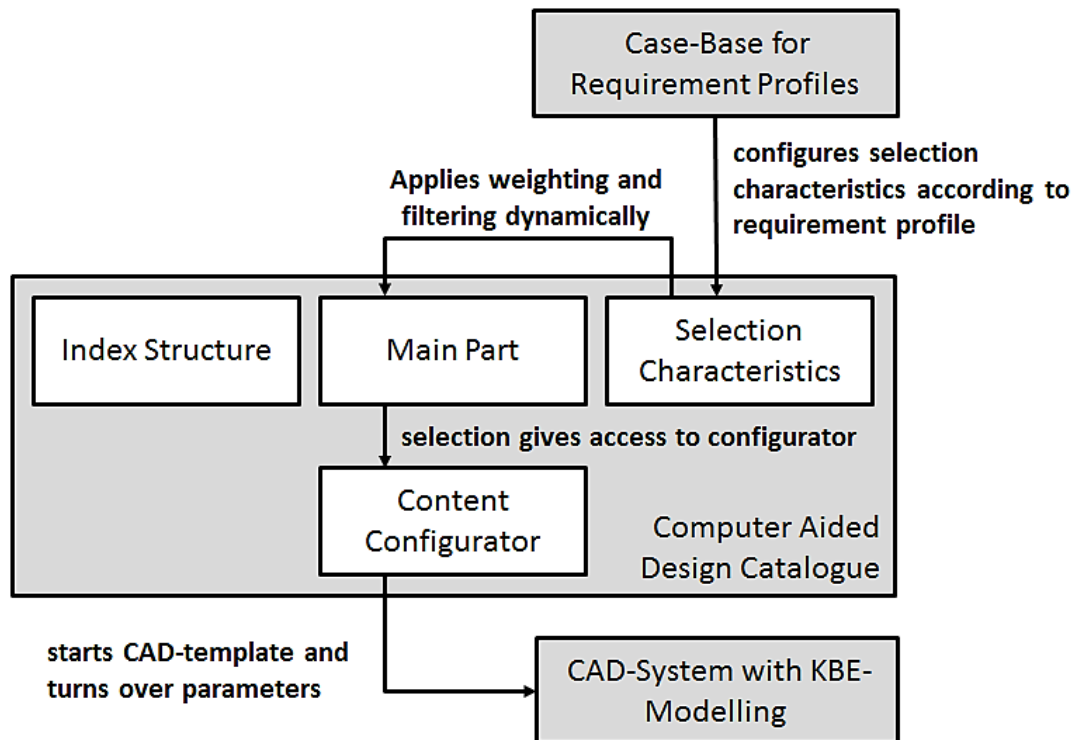 Case-Base for
Requirement Profiles
configures selection
characteristics according to
requirement profile
Applies weighting and
filtering dynamically
Index Structure
Main Part
Selection
Characteristics
selection gives access to configurator
Content
Configurator
Computer Aided
Design Catalogue
starts CAD-template and
turns over parameters
CAD-System with KBE-
Modelling